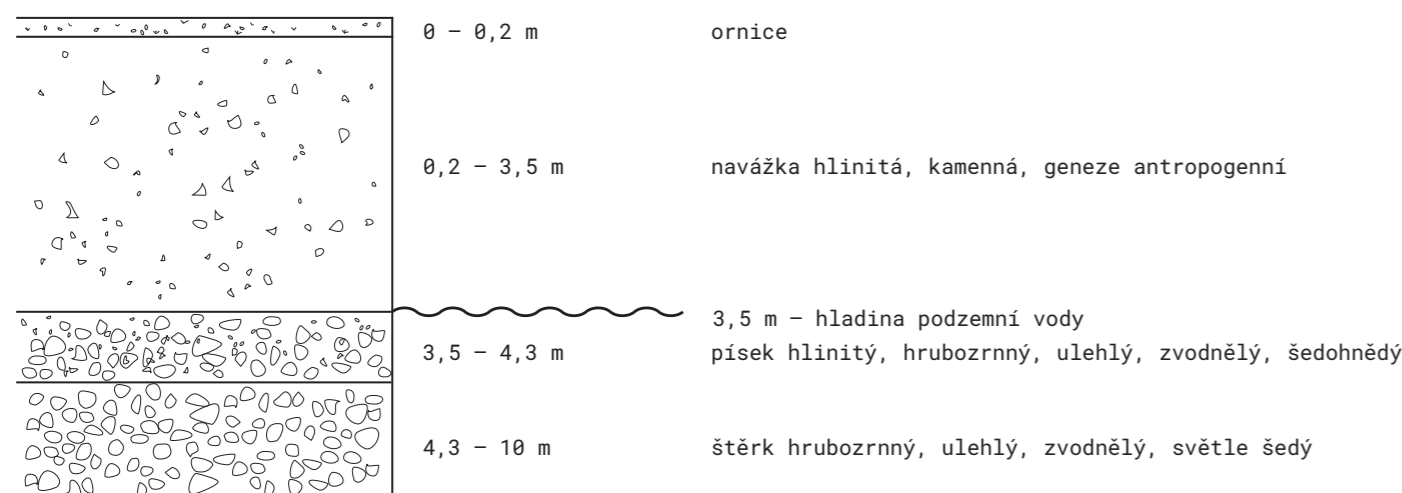 0 – 0,2 m ornice
0,2 – 3,5 m navážka hlinitá, kamenná, geneze antropogenní
3,5 m – hladina podzemní vody
3,5 – 4,3 m písek hlinitý, hrubozrnný, ulehlý, zvodnělý, šedohnědý
4,3 – 10 m štěrk hrubozrnný, ulehlý, zvodnělý, světle šedý